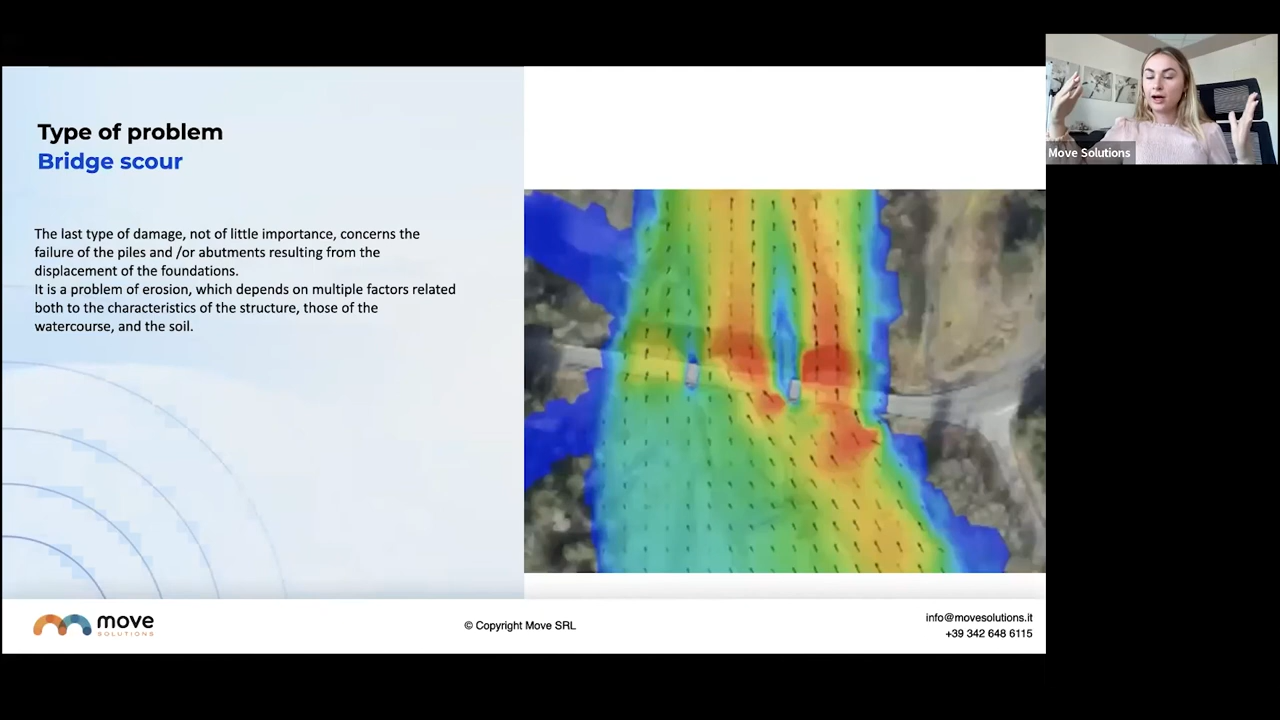 Type of problem
Bridge scour
The last type of damage, not of little importance, concerns the
failure of the piles and /or abutments resulting from the
displacement of the foundations.
It is a problem of erosion, which depends on multiple factors related
both to the characteristics of the structure, those of the
watercourse, and the soil.
Move Solutions
move
SOLUTIONS
© Copyright Move SRL
info@movesolutions.it
+39 342 648 6115